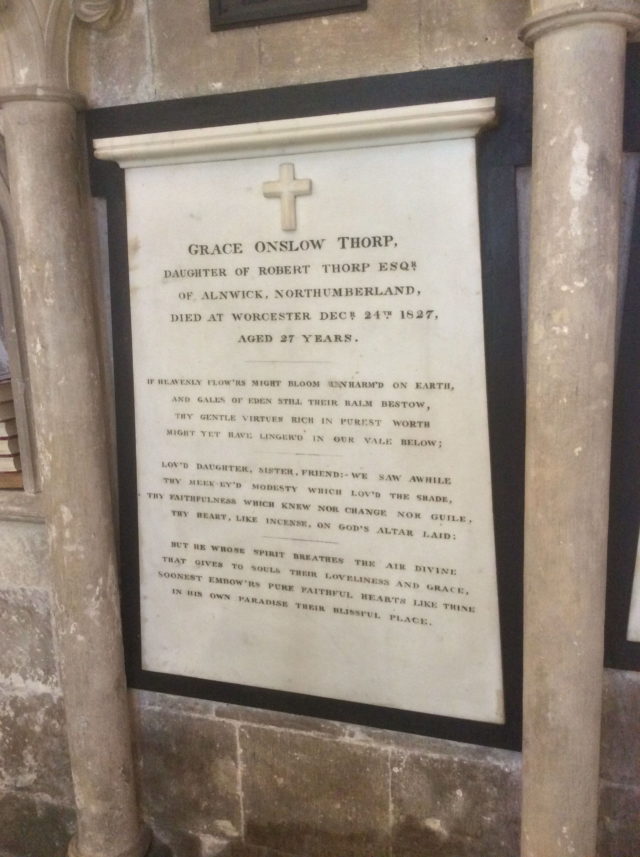 GRACE ONSLOW THORP,
DAUGHTER OF ROBERT THORP ESQR
OF ALNWICK, NORTHUMBERLAND,
DIED AT WORCESTER DECR 24TH 1827,
AGED 27 YEARS.
IF HEAVENLY FLOW'RS MIGHT BLOOM UNHARM'D ON EARTH,
AND GALES OF EDEN STILL THEIR BALM BESTOW,
THY GENTLE VIRTUES RICH IN PUREST WORTH
MIGHT YET HAVE LINGER'D IN OUR VALE BELOW;
LOV'D DAUGHTER, SISTER, FRIEND:- WE SAW AWHILE
THY MEEK-EY'D MODESTY WHICH LOV'D THE SHADE,
THY FAITHFULNESS WHICH KNEW NOR CHANGE NOR GUILE,
THY HEART, LIKE INCENSE, ON GOD'S ALTAR LAID:
BUT HE WHOSE SPIRIT BREATHES THE AIR DIVINE
THAT GIVES TO SOULS THEIR LOVELINESS AND GRACE,
SOONEST EMBOW'RS PURE FAITHFUL HEARTS LIKE THINE
IN HIS OWN PARADISE THEIR BLISSFUL PLACE.